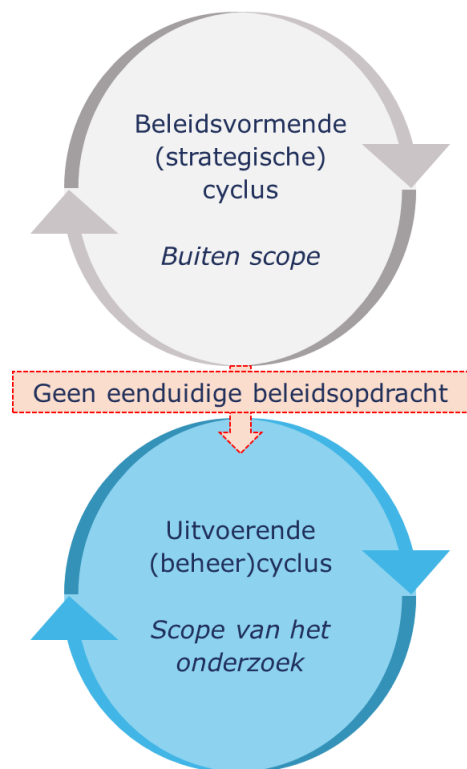 Beleidsvormende
(strategische)
cyclus
Buiten scope
Geen eenduidige beleidsopdracht
Uitvoerende
(beheer)cyclus
Scope van het
onderzoek